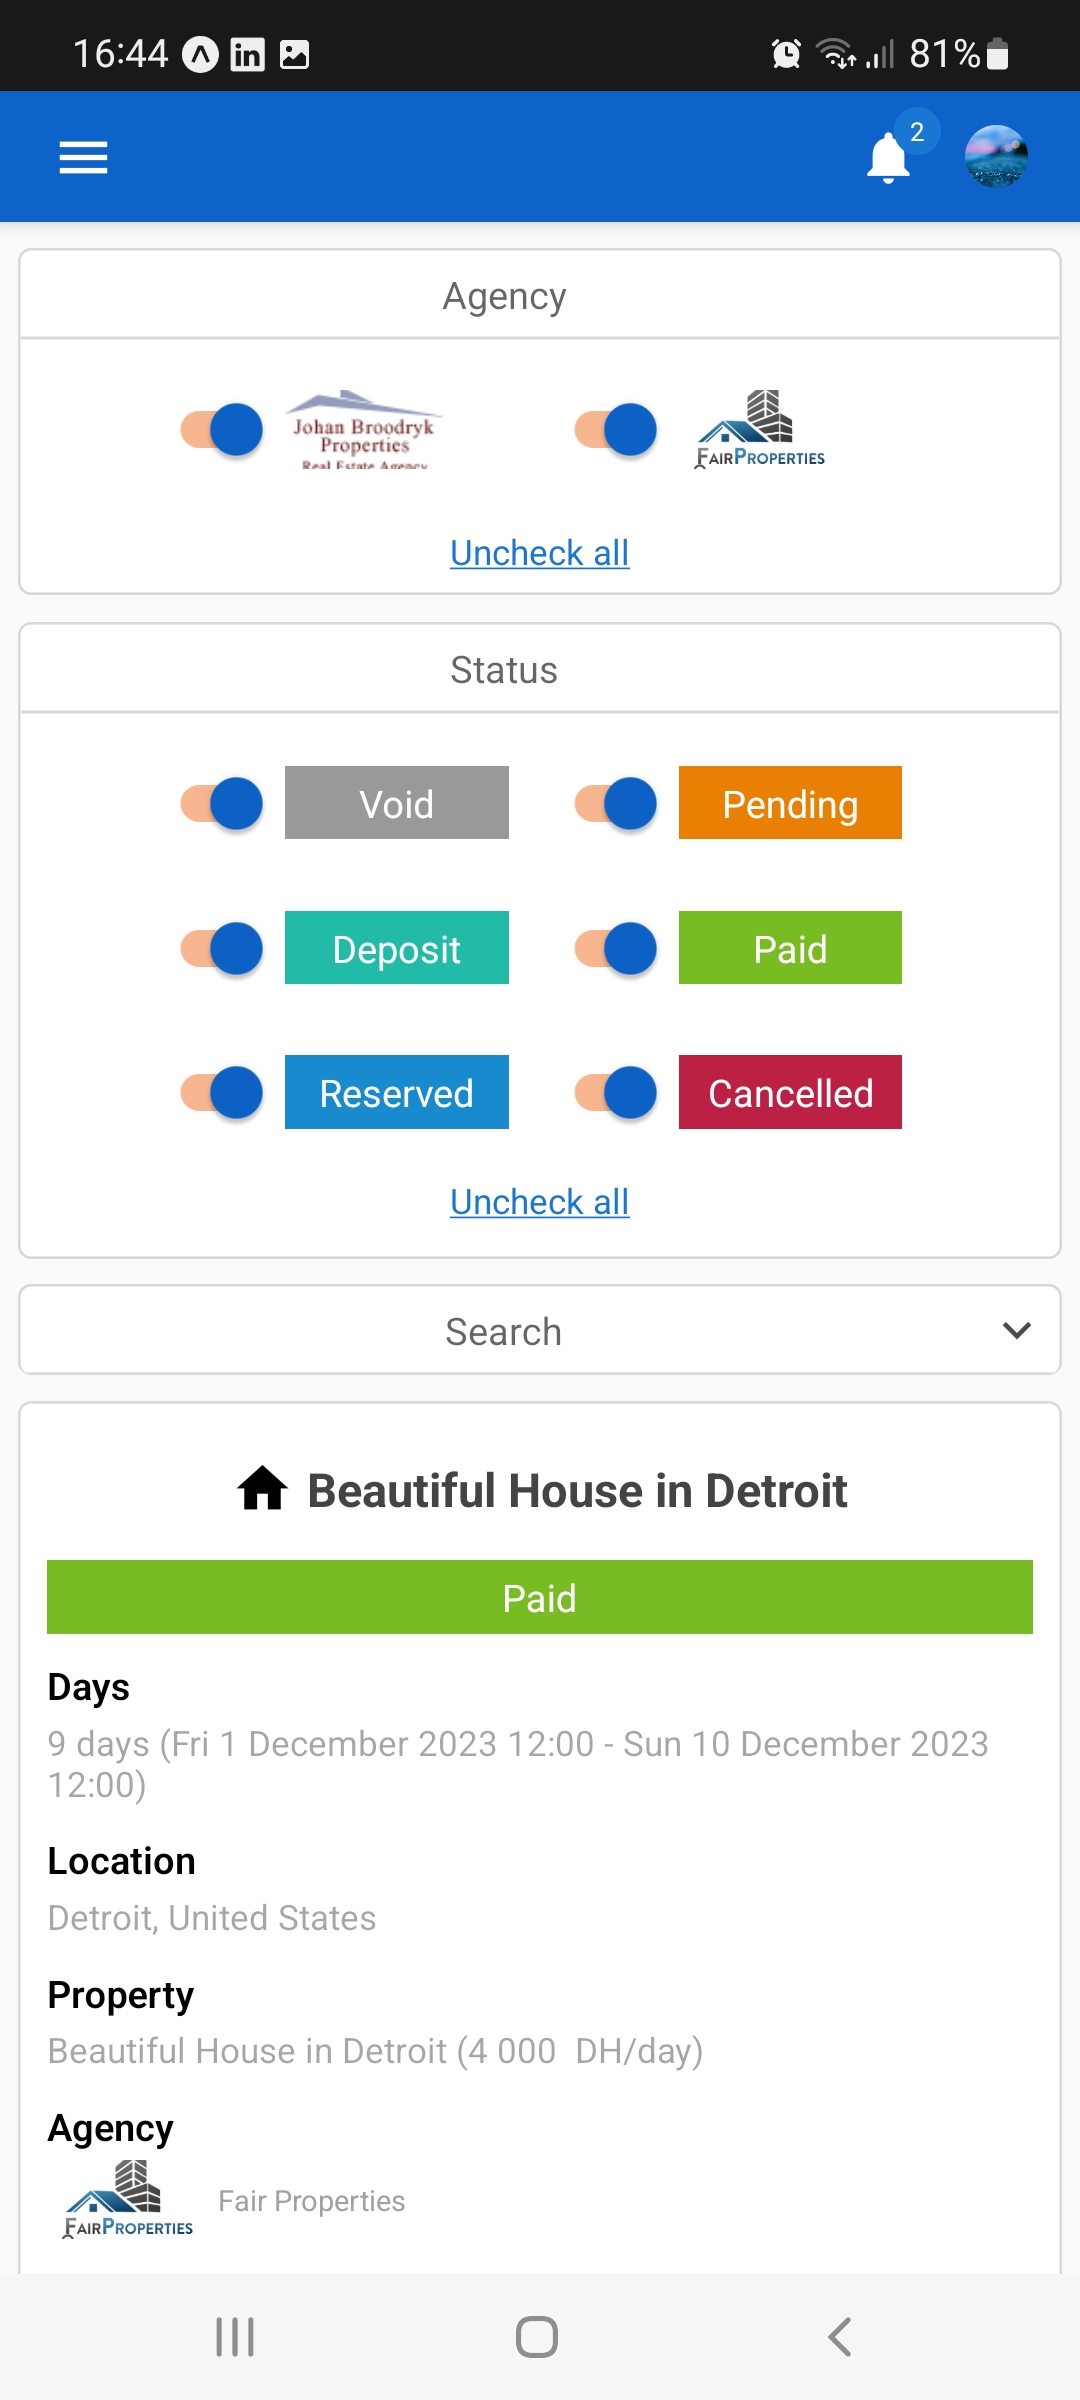 16:44 in 81%
2
Agency
Johan Broodryk
Properties
Real Estate Agency
FAIRPROPERTIES
Uncheck all
Status
Void Pending
Deposit Paid
Reserved Cancelled
Uncheck all
Search
Beautiful House in Detroit
Paid
Days
9 days (Fri 1 December 2023 12:00 - Sun 10 December 2023
12:00)
Location
Detroit, United States
Property
Beautiful House in Detroit (4 000 DH/day)
Agency
FAIRPROPERTIES Fair Properties